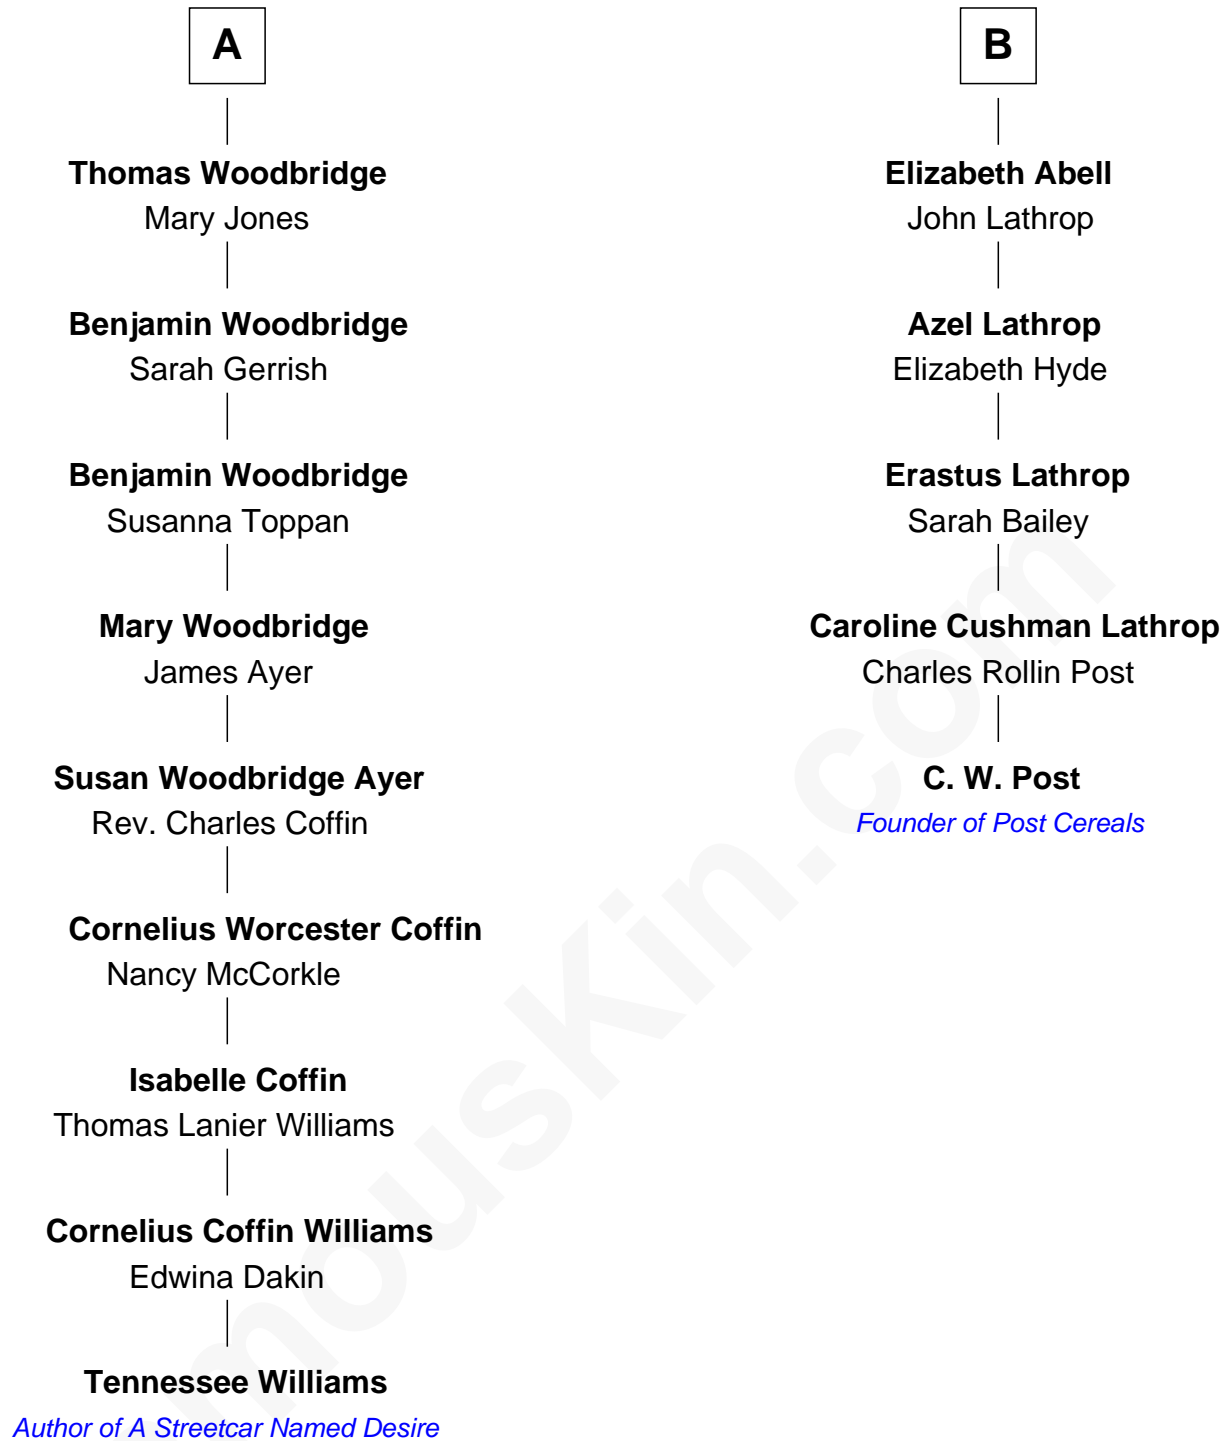 A
Thomas Woodbridge
Mary Jones
Benjamin Woodbridge
Sarah Gerrish
Benjamin Woodbridge
Susanna Toppan
Mary Woodbridge
James Ayer
Susan Woodbridge Ayer
Rev. Charles Coffin
Cornelius Worcester Coffin
Nancy McCorkle
Isabelle Coffin
Thomas Lanier Williams
Cornelius Coffin Williams
Edwina Dakin
Tennessee Williams
Author of A Streetcar Named Desire
B
Elizabeth Abell
John Lathrop
Azel Lathrop
Elizabeth Hyde
Erastus Lathrop
Sarah Bailey
Caroline Cushman Lathrop
Charles Rollin Post
C. W. Post
Founder of Post Cereals
mousKin.com